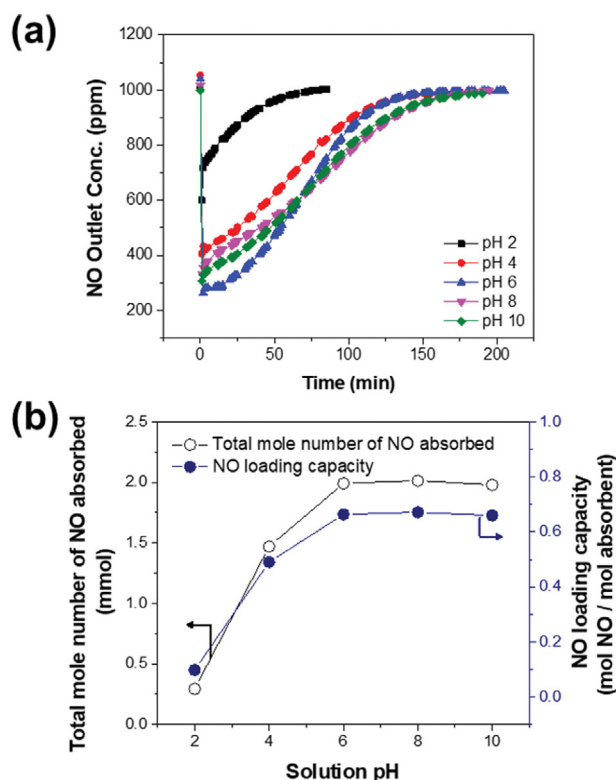 (a)
1200
1000
800
600
400
200
NO Outlet Conc. (ppm)
pH 2
pH 4
pH 6
pH 8
pH 10
0
50
100
150
200
Time (min)
(b)
2.5
2.0
1.5
1.0
0.5
0.0
Total mole number of NO absorbed
(mmol)
Total mole number of NO absorbed
NO loading capacity
1.0
0.8
0.6
0.4
0.2
0.0
NO loading capacity
(mol NO / mol absorbent)
2
4
6
8
10
Solution pH